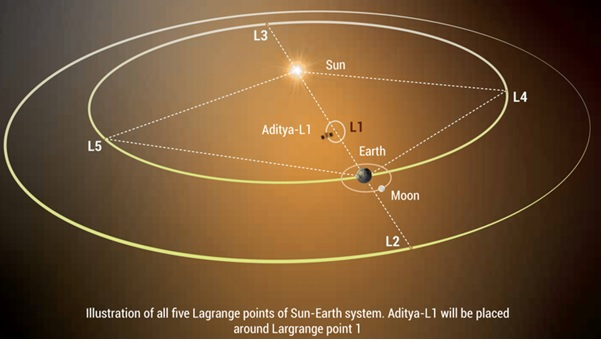 L3
Sun
L4
Aditya-L1
L1
L5
Earth
Moon
L2
Illustration of all five Lagrange points of Sun-Earth system. Aditya-L1 will be placed
around Largrange point 1